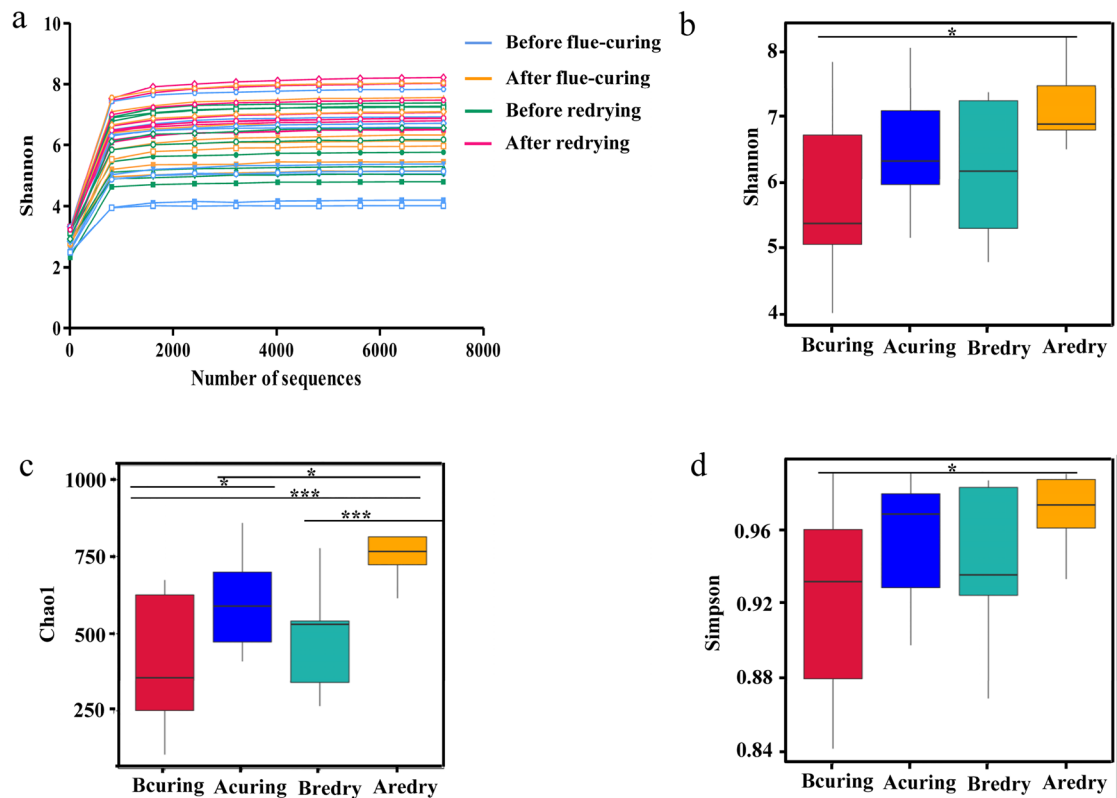 a
10
8
6
4
2
0
Shannon
0 2000 4000 6000 8000
Number of sequences
Before flue-curing
After flue-curing
Before redrying
After redrying
b
*
8
7
6
5
4
Shannon
Bcuring Acuring Bredry Aredry
c
1000
750
500
250
Chao1
*
*
***
***
Bcuring Acuring Bredry Aredry
d
*
0.96
0.92
0.88
0.84
Simpson
Bcuring Acuring Bredry Aredry